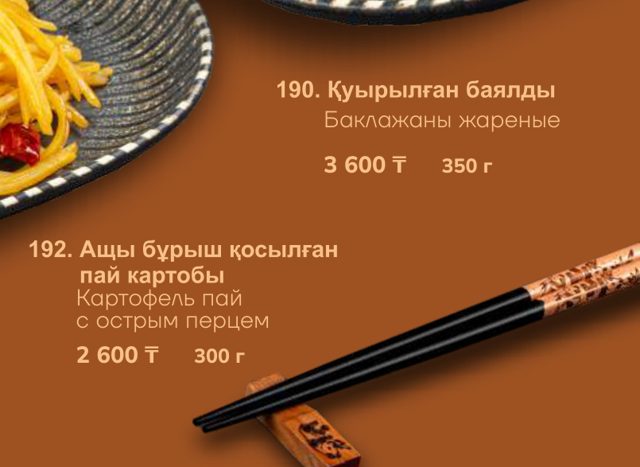 190. Қуырылған баялды
Баклажаны жареные
3 600 ₸ 350 г
192. Ащы бұрыш қосылған
пай картобы
Картофель пай
с острым перцем
2 600 ₸ 300 г